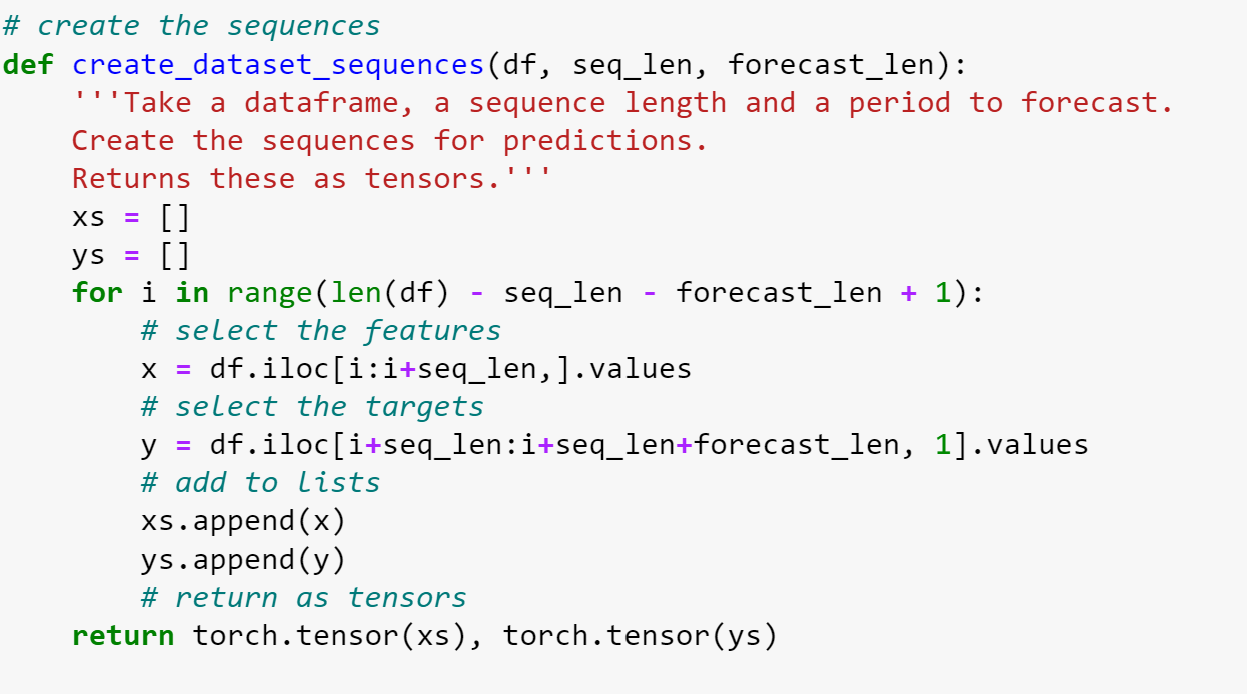 # create the sequences
def create_dataset_sequences(df, seq_len, forecast_len):
    '''Take a dataframe, a sequence length and a period to forecast.
    Create the sequences for predictions.
    Returns these as tensors.'''
    xs = []
    ys = []
    for i in range(len(df) - seq_len - forecast_len + 1):
        # select the features
        x = df.iloc[i:i+seq_len,].values
        # select the targets
        y = df.iloc[i+seq_len:i+seq_len+forecast_len, 1].values
        # add to lists
        xs.append(x)
        ys.append(y)
        # return as tensors
    return torch.tensor(xs), torch.tensor(ys)